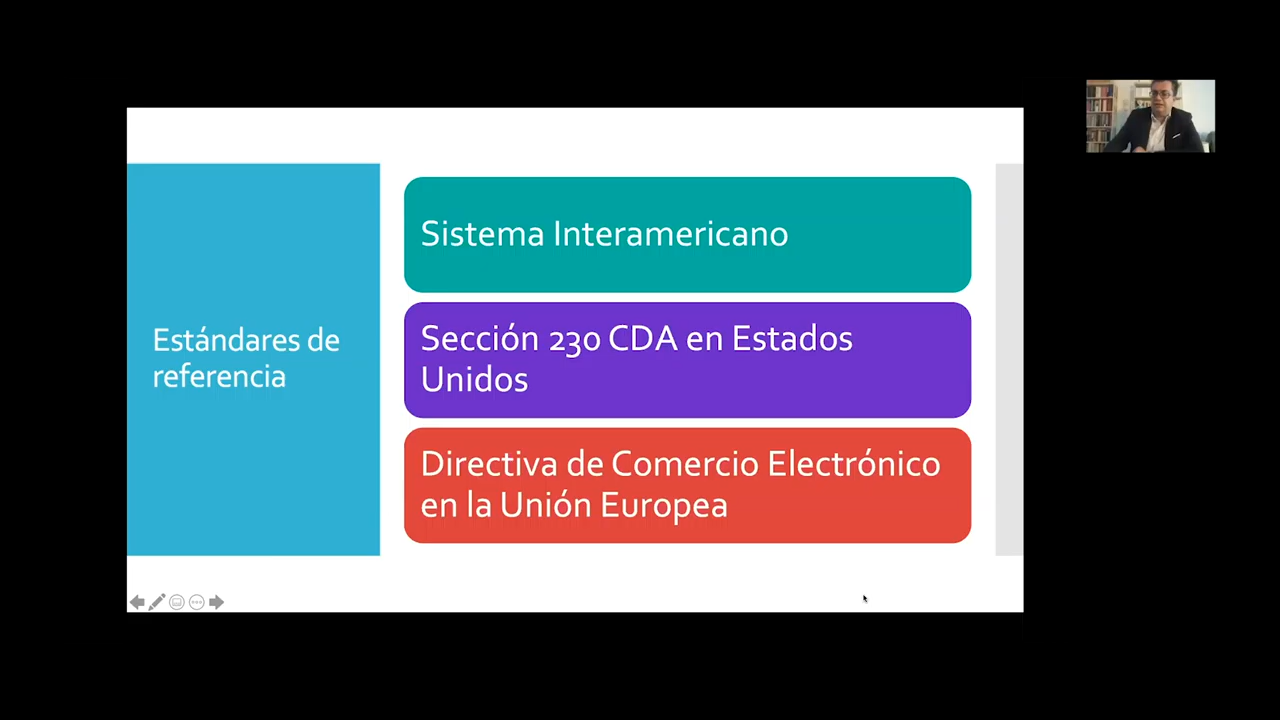 Estándares de
referencia
Sistema Interamericano
Sección 230 CDA en Estados
Unidos
Directiva de Comercio Electrónico
en la Unión Europea